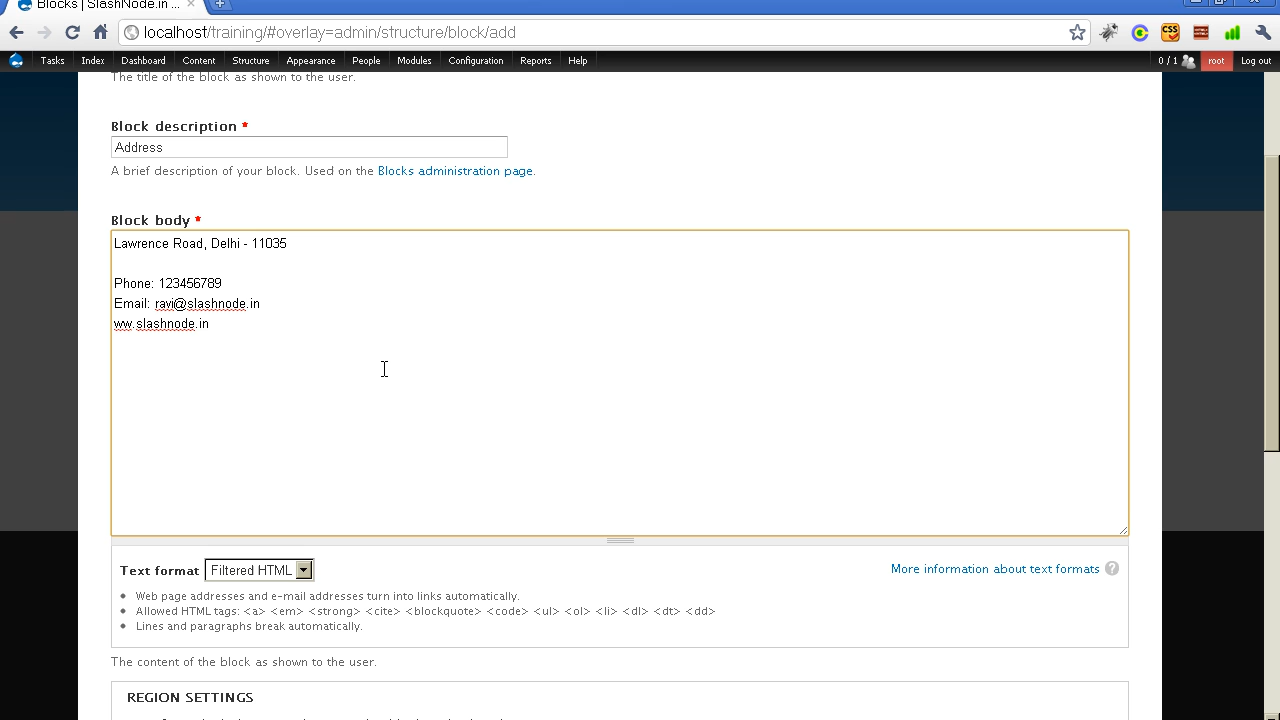 Blocks | SlashNode.in ...
localhost/training/#overlay=admin/structure/block/add
Tasks Index Dashboard Content Structure Appearance People Modules Configuration Reports Help 0 / 1 root Log out
The title of the block as shown to the user.
Block description *
Address
A brief description of your block. Used on the Blocks administration page.
Block body *
Lawrence Road, Delhi - 11035
Phone: 123456789
Email: ravi@slashnode.in
ww.slashnode.in
Text format Filtered HTML More information about text formats ?
• Web page addresses and e-mail addresses turn into links automatically.
• Allowed HTML tags: <a> <em> <strong> <cite> <blockquote> <code> <ul> <ol> <li> <dl> <dt> <dd>
• Lines and paragraphs break automatically.
The content of the block as shown to the user.
REGION SETTINGS